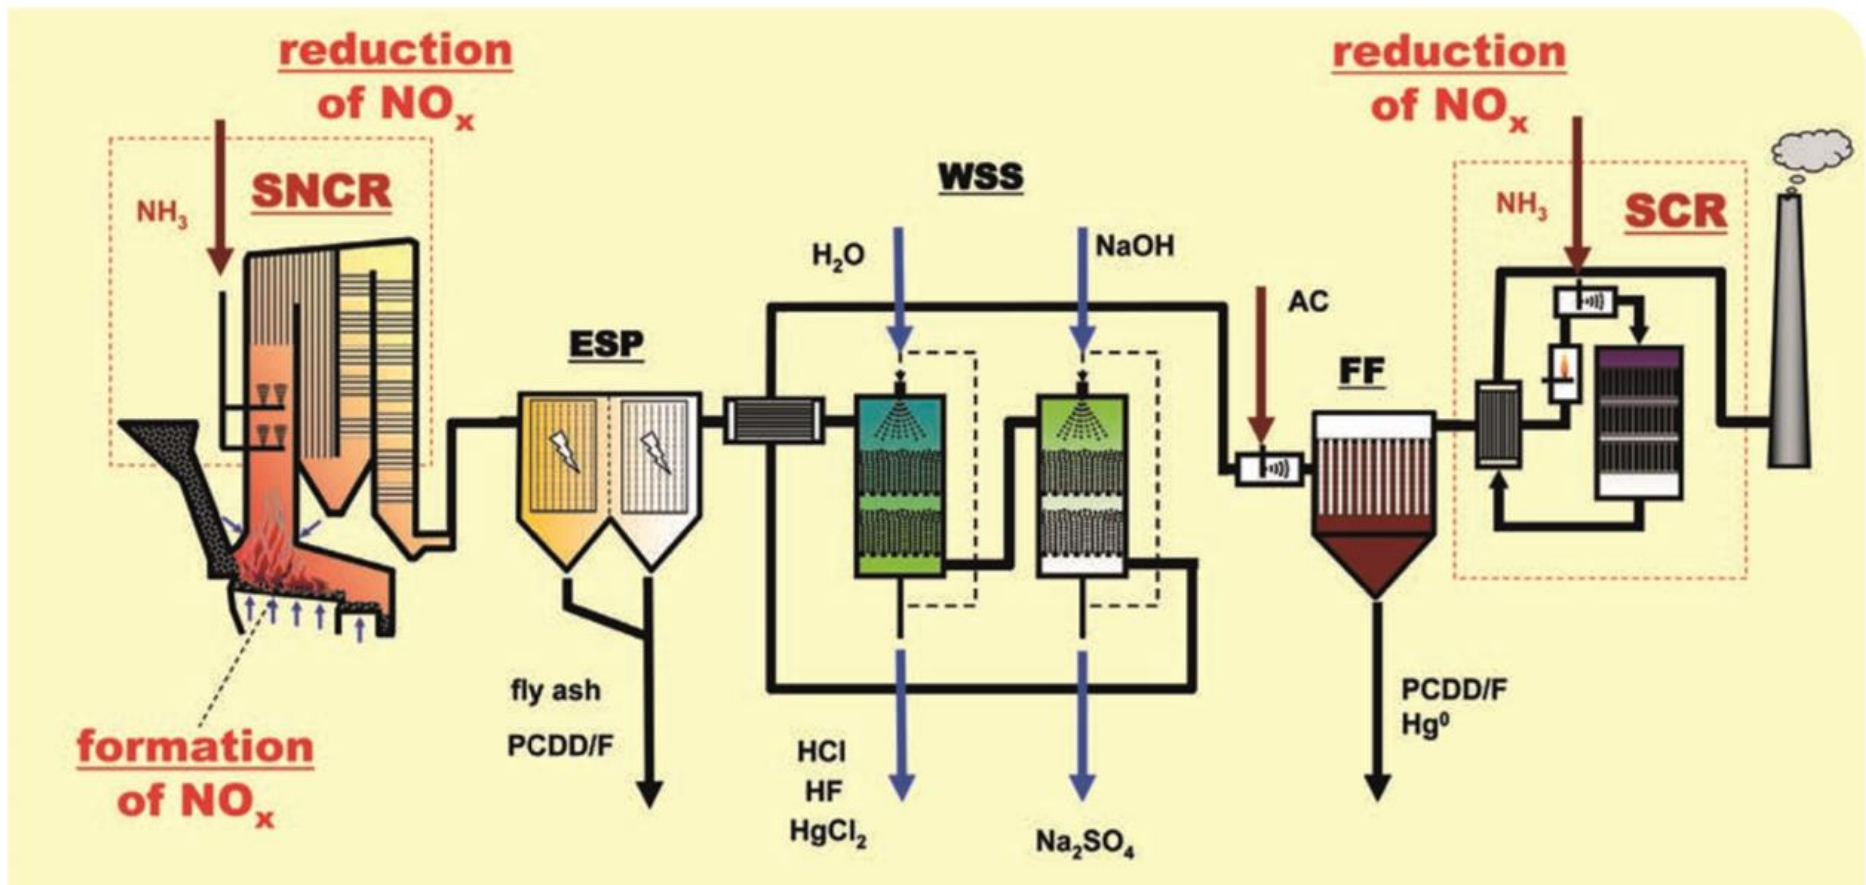 reduction
of NOₓ
NH₃
SNCR
formation
of NOₓ
ESP
fly ash
PCDD/F
WSS
H₂O
NaOH
HCl
HF
HgCl₂
Na₂SO₄
AC
FF
PCDD/F
Hg⁰
reduction
of NOₓ
NH₃
SCR